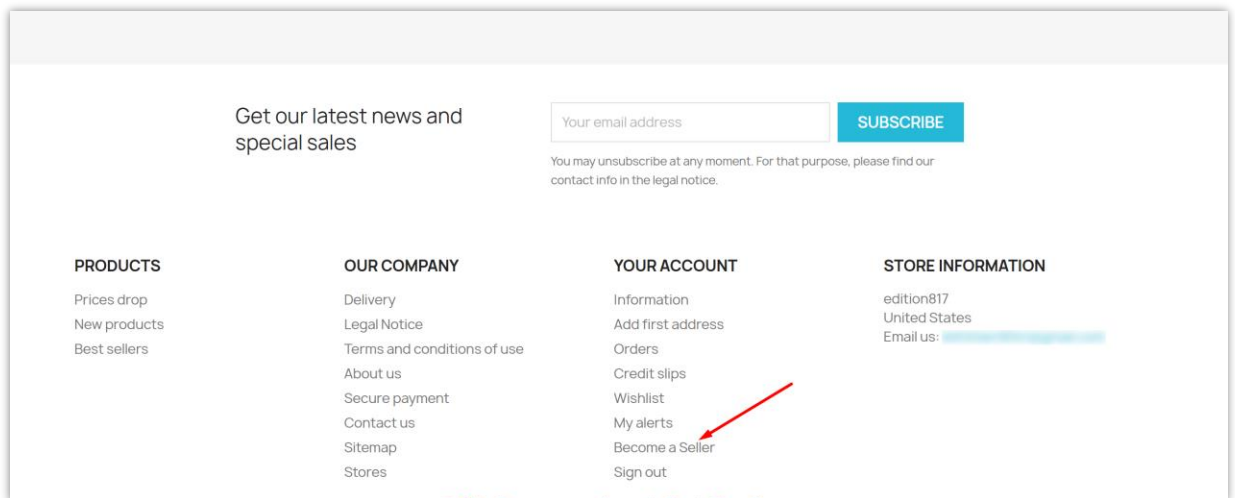 Get our latest news and
special sales
Your email address
SUBSCRIBE
You may unsubscribe at any moment. For that purpose, please find our
contact info in the legal notice.
PRODUCTS
Prices drop
New products
Best sellers
OUR COMPANY
Delivery
Legal Notice
Terms and conditions of use
About us
Secure payment
Contact us
Sitemap
Stores
YOUR ACCOUNT
Information
Add first address
Orders
Credit slips
Wishlist
My alerts
Become a Seller
Sign out
STORE INFORMATION
edition817
United States
Email us: